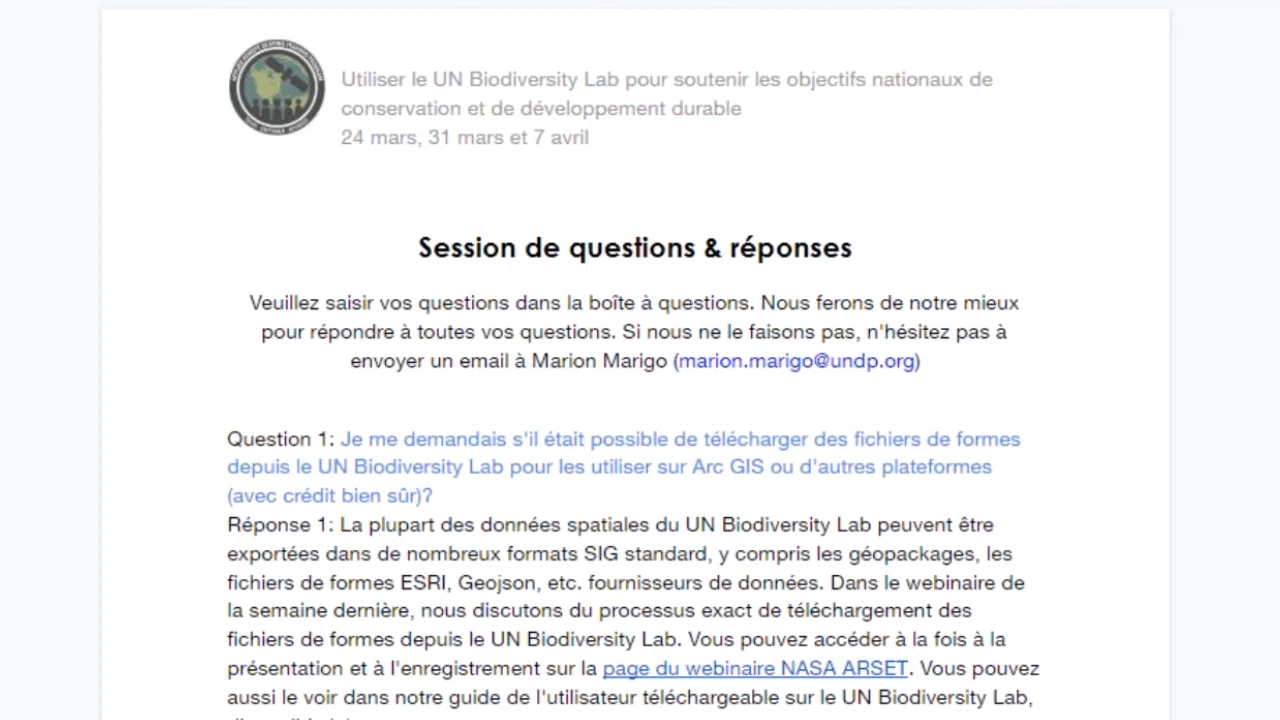 Utiliser le UN Biodiversity Lab pour soutenir les objectifs nationaux de
conservation et de développement durable
24 mars, 31 mars et 7 avril
Session de questions & réponses
Veuillez saisir vos questions dans la boîte à questions. Nous ferons de notre mieux
pour répondre à toutes vos questions. Si nous ne le faisons pas, n'hésitez pas à
envoyer un email à Marion Marigo (marion.marigo@undp.org)
Question 1: Je me demandais s'il était possible de télécharger des fichiers de formes
depuis le UN Biodiversity Lab pour les utiliser sur Arc GIS ou d'autres plateformes
(avec crédit bien sûr)?
Réponse 1: La plupart des données spatiales du UN Biodiversity Lab peuvent être
exportées dans de nombreux formats SIG standard, y compris les géopackages, les
fichiers de formes ESRI, Geojson, etc. fournisseurs de données. Dans le webinaire de
la semaine dernière, nous discutons du processus exact de téléchargement des
fichiers de formes depuis le UN Biodiversity Lab. Vous pouvez accéder à la fois à la
présentation et à l'enregistrement sur la page du webinaire NASA ARSET. Vous pouvez
aussi le voir dans notre guide de l'utilisateur téléchargeable sur le UN Biodiversity Lab,